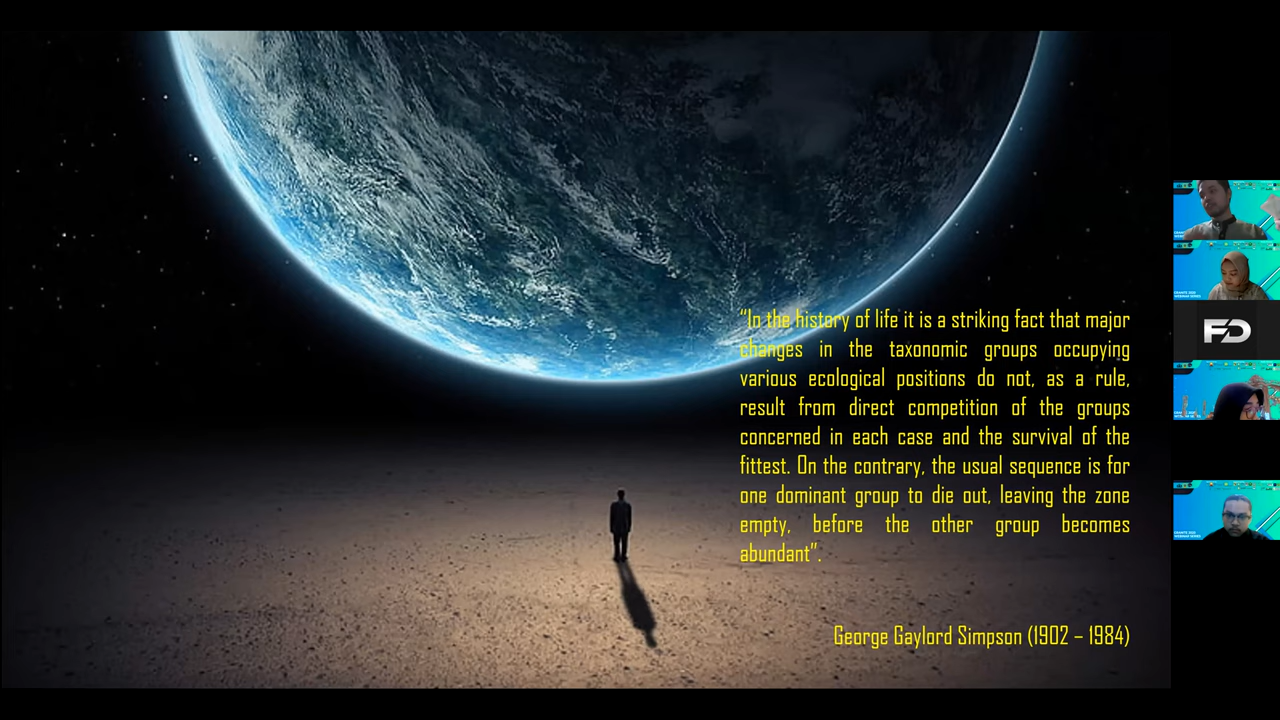 “In the history of life it is a striking fact that major
changes in the taxonomic groups occupying
various ecological positions do not, as a rule,
result from direct competition of the groups
concerned in each case and the survival of the
fittest. On the contrary, the usual sequence is for
one dominant group to die out, leaving the zone
empty, before the other group becomes
abundant”.
George Gaylord Simpson (1902 – 1984)
FD